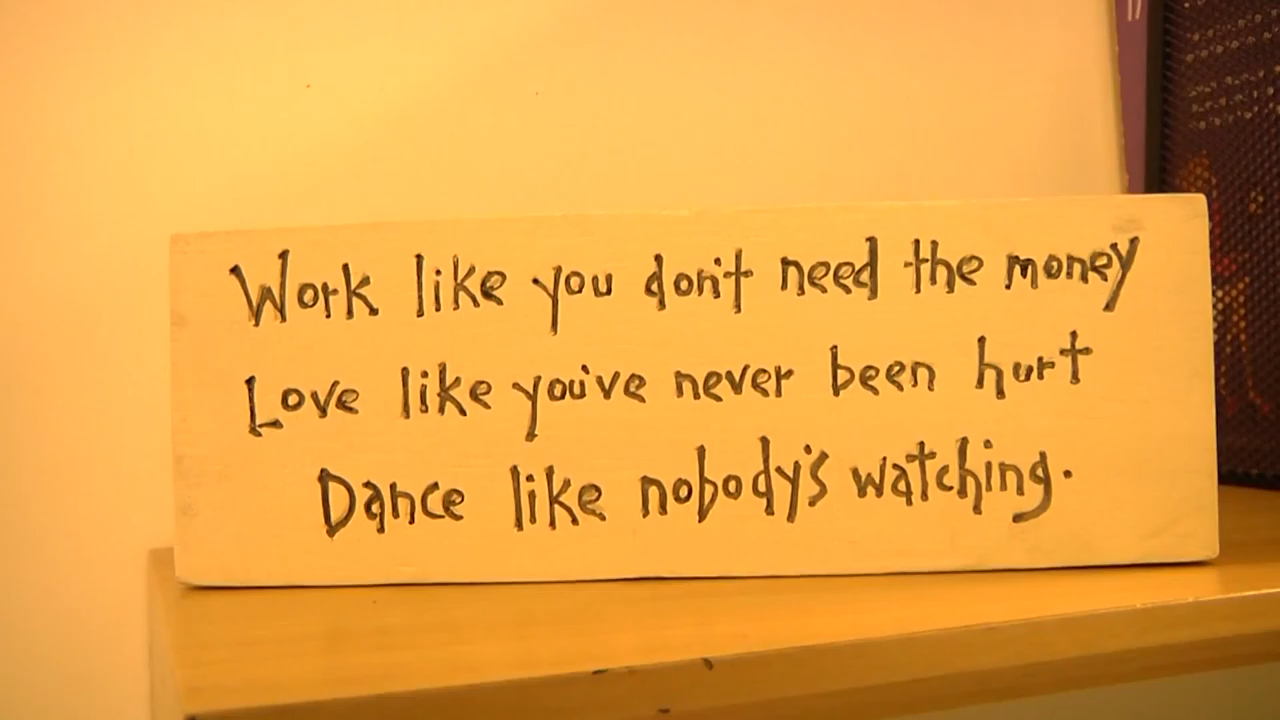 Work like you don't need the money
Love like you've never been hurt
Dance like nobody's watching.